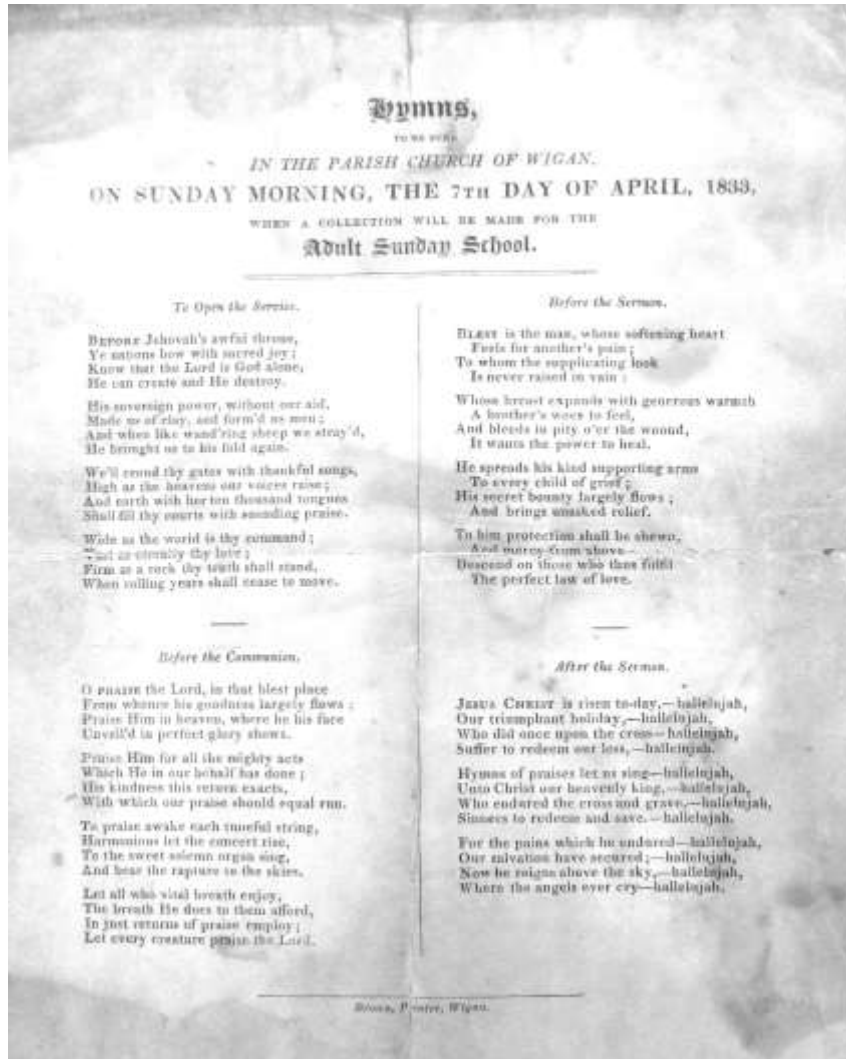 Hymns,
TO BE SUNG
IN THE PARISH CHURCH OF WIGAN,
ON SUNDAY MORNING, THE 7TH DAY OF APRIL, 1833,
WHEN A COLLECTION WILL BE MADE FOR THE
Adult Sunday School.
To Open the Service.
BEFORE Jehovah's awful throne,
Ye nations bow with sacred joy;
Know that the Lord is God alone,
He can create and He destroy.
His sovereign power, without our aid,
Made us of clay, and form'd us men;
And when like wand'ring sheep we stray'd,
He brought us to his fold again.
We'll crowd thy gates with thankful songs,
High as the heavens our voices raise;
And earth with her ten thousand tongues
Shall fill thy courts with sounding praise.
Wide as the world is thy command;
Vast as eternity thy love;
Firm as a rock thy truth shall stand,
When rolling years shall cease to move.
Before the Communion.
O PRAISE the Lord, in that blest place
From whence his goodness largely flows;
Praise Him in heaven, where he his face
Unveil'd in perfect glory shows.
Praise Him for all the mighty acts
Which He in our behalf has done;
His kindness this return exacts,
With which our praise should equal run.
To praise awake each tuneful string,
Harmonious let the concert rise,
To the sweet solemn organ sing,
And bear the rapture to the skies.
Let all who vital breath enjoy,
The breath He does to them afford,
In just returns of praise employ;
Let every creature praise the Lord.
Before the Sermon.
BLEST is the man, whose softening heart
Feels for another's pain;
To whom the supplicating look
Is never raised in vain:
Whose breast expands with generous warmth
A brother's woes to feel,
And bleeds in pity o'er the wound,
It wants the power to heal.
He spreads his kind supporting arms
To every child of grief;
His secret bounty largely flows;
And brings unasked relief.
To him protection shall be shewn,
And mercy from above—
Descend on those who thus fulfil
The perfect law of love.
After the Sermon.
JESUS CHRIST is risen to-day,—hallelujah,
Our triumphant holiday,—hallelujah,
Who did once upon the cross—hallelujah,
Suffer to redeem our loss,—hallelujah.
Hymns of praises let us sing—hallelujah,
Unto Christ our heavenly king,—hallelujah,
Who endured the cross and grave,—hallelujah,
Sinners to redeem and save.—hallelujah.
For the pains which he endured—hallelujah,
Our salvation have secured;—hallelujah,
Now he reigns above the sky,—hallelujah,
Where the angels ever cry—hallelujah.
Printer, Wigan.